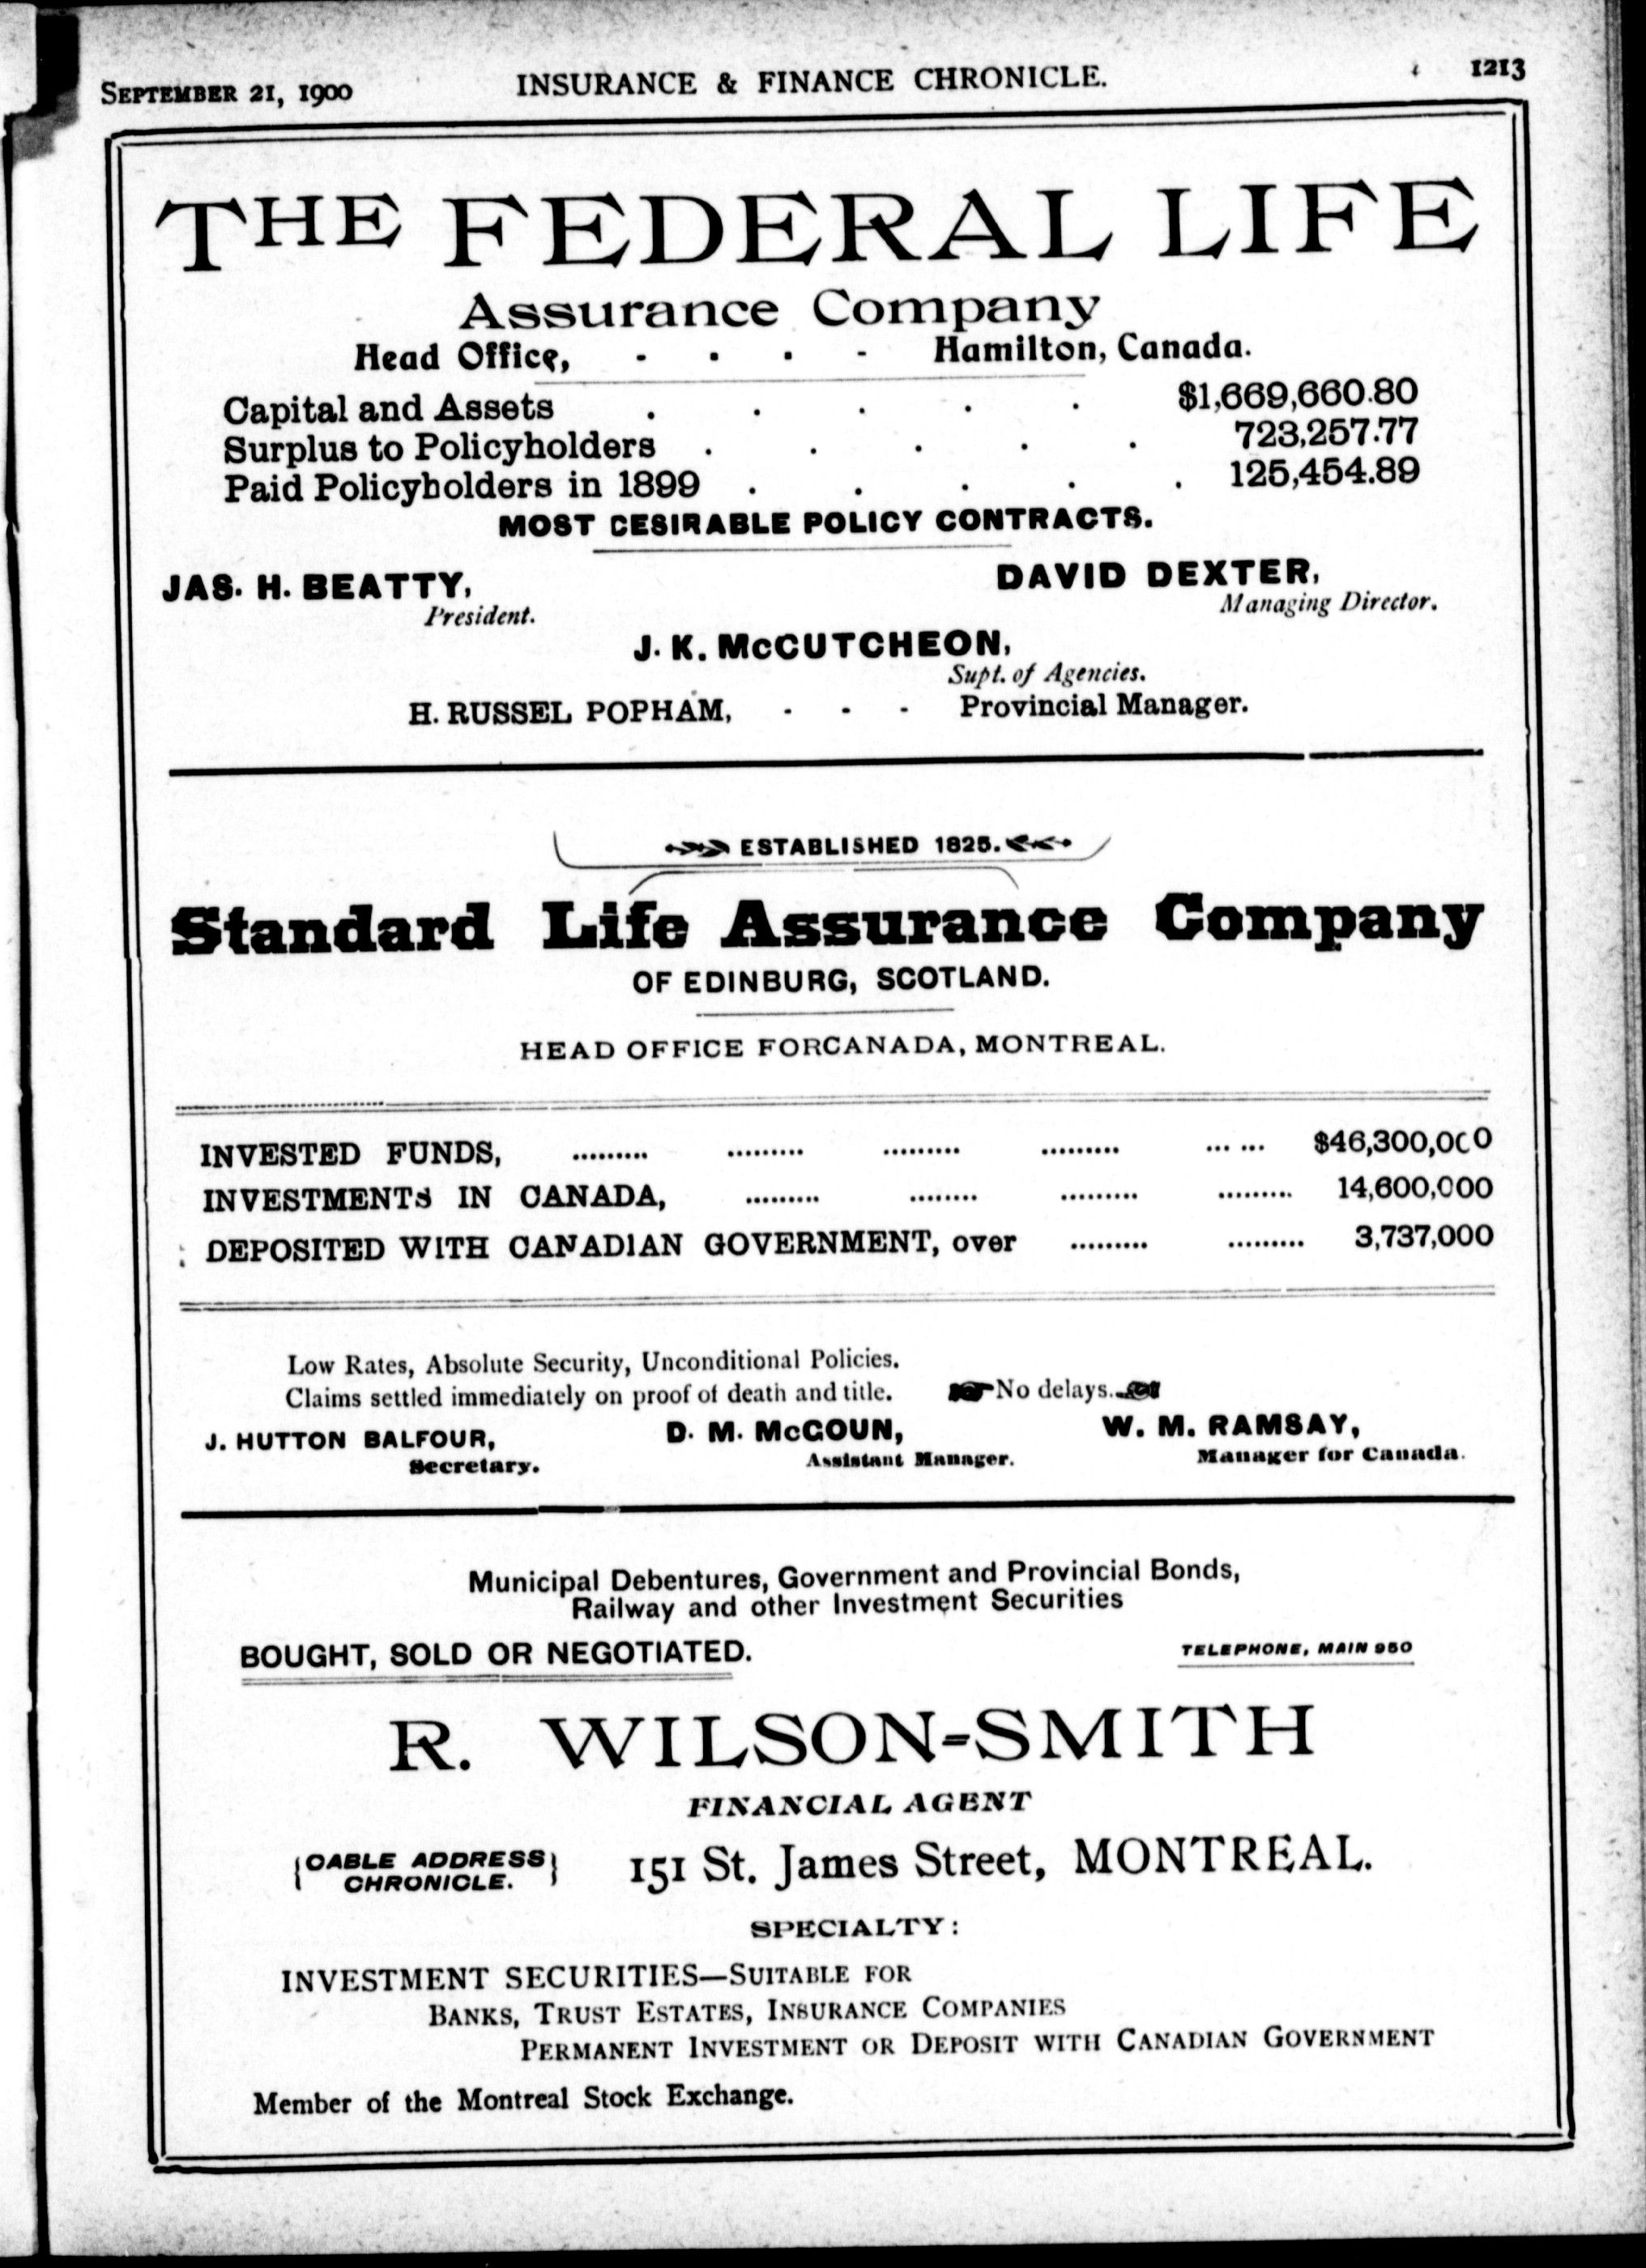 SEPTEMBER 21, 1900 INSURANCE & FINANCE CHRONICLE. 1213
THE FEDERAL LIFE
Assurance Company
Head Office, - - - - Hamilton, Canada.
Capital and Assets . . . . . $1,669,660.80
Surplus to Policyholders . . . . . 723,257.77
Paid Policyholders in 1899 . . . . . 125,454.89
MOST DESIRABLE POLICY CONTRACTS.
JAS. H. BEATTY, DAVID DEXTER,
President. Managing Director.
J. K. McCUTCHEON,
Supt. of Agencies.
H. RUSSEL POPHAM, - - - Provincial Manager.
ESTABLISHED 1825.
Standard Life Assurance Company
OF EDINBURG, SCOTLAND.
HEAD OFFICE FORCANADA, MONTREAL.
INVESTED FUNDS, ......... ......... ......... ......... ... ... $46,300,000
INVESTMENTS IN CANADA, ......... ........ ......... ......... 14,600,000
DEPOSITED WITH CANADIAN GOVERNMENT, over ......... ......... 3,737,000
Low Rates, Absolute Security, Unconditional Policies.
Claims settled immediately on proof of death and title. No delays.
J. HUTTON BALFOUR, D. M. McGOUN, W. M. RAMSAY,
Secretary. Assistant Manager. Manager for Canada.
Municipal Debentures, Government and Provincial Bonds,
Railway and other Investment Securities
BOUGHT, SOLD OR NEGOTIATED. TELEPHONE, MAIN 950
R. WILSON-SMITH
FINANCIAL AGENT
{CABLE ADDRESS} 151 St. James Street, MONTREAL.
CHRONICLE.
SPECIALTY:
INVESTMENT SECURITIES—SUITABLE FOR
BANKS, TRUST ESTATES, INSURANCE COMPANIES
PERMANENT INVESTMENT OR DEPOSIT WITH CANADIAN GOVERNMENT
Member of the Montreal Stock Exchange.